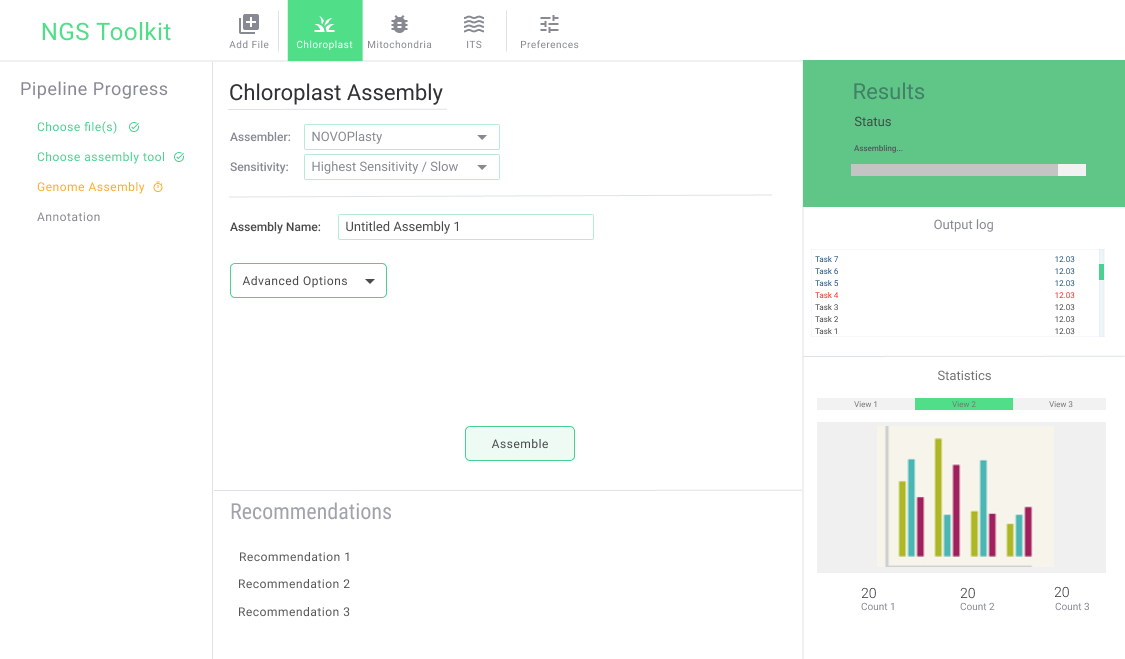 NGS Toolkit
Add File
Chloroplast
Mitochondria
ITS
Preferences
Pipeline Progress
Choose file(s)
Choose assembly tool
Genome Assembly
Annotation
Chloroplast Assembly
Assembler: NOVOPlasty
Sensitivity: Highest Sensitivity / Slow
Assembly Name: Untitled Assembly 1
Advanced Options
Assemble
Recommendations
Recommendation 1
Recommendation 2
Recommendation 3
Results
Status
Assembling...
Output log
Task 7 12.03
Task 6 12.03
Task 5 12.03
Task 4 12.03
Task 3 12.03
Task 2 12.03
Task 1 12.03
Statistics
View 1 View 2 View 3
20 20 20
Count 1 Count 2 Count 3